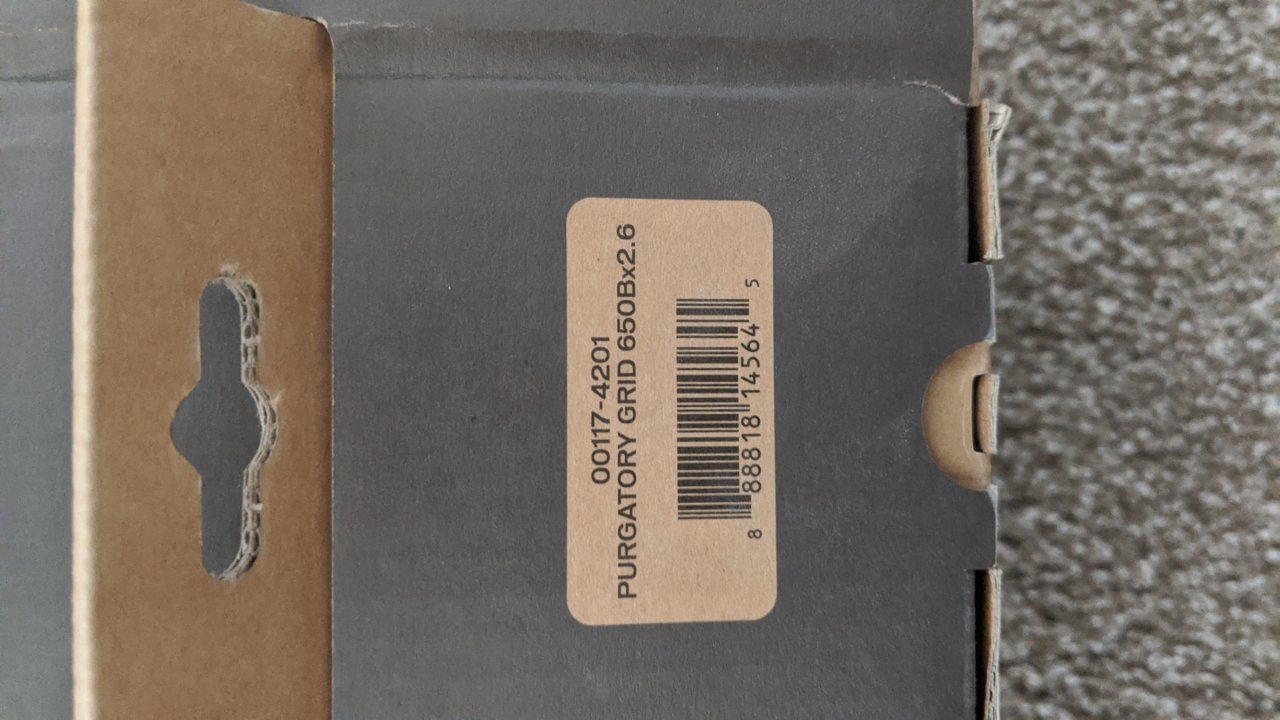 00117-4201
PURGATORY GRID 650Bx2.6
8 88818 14564 5